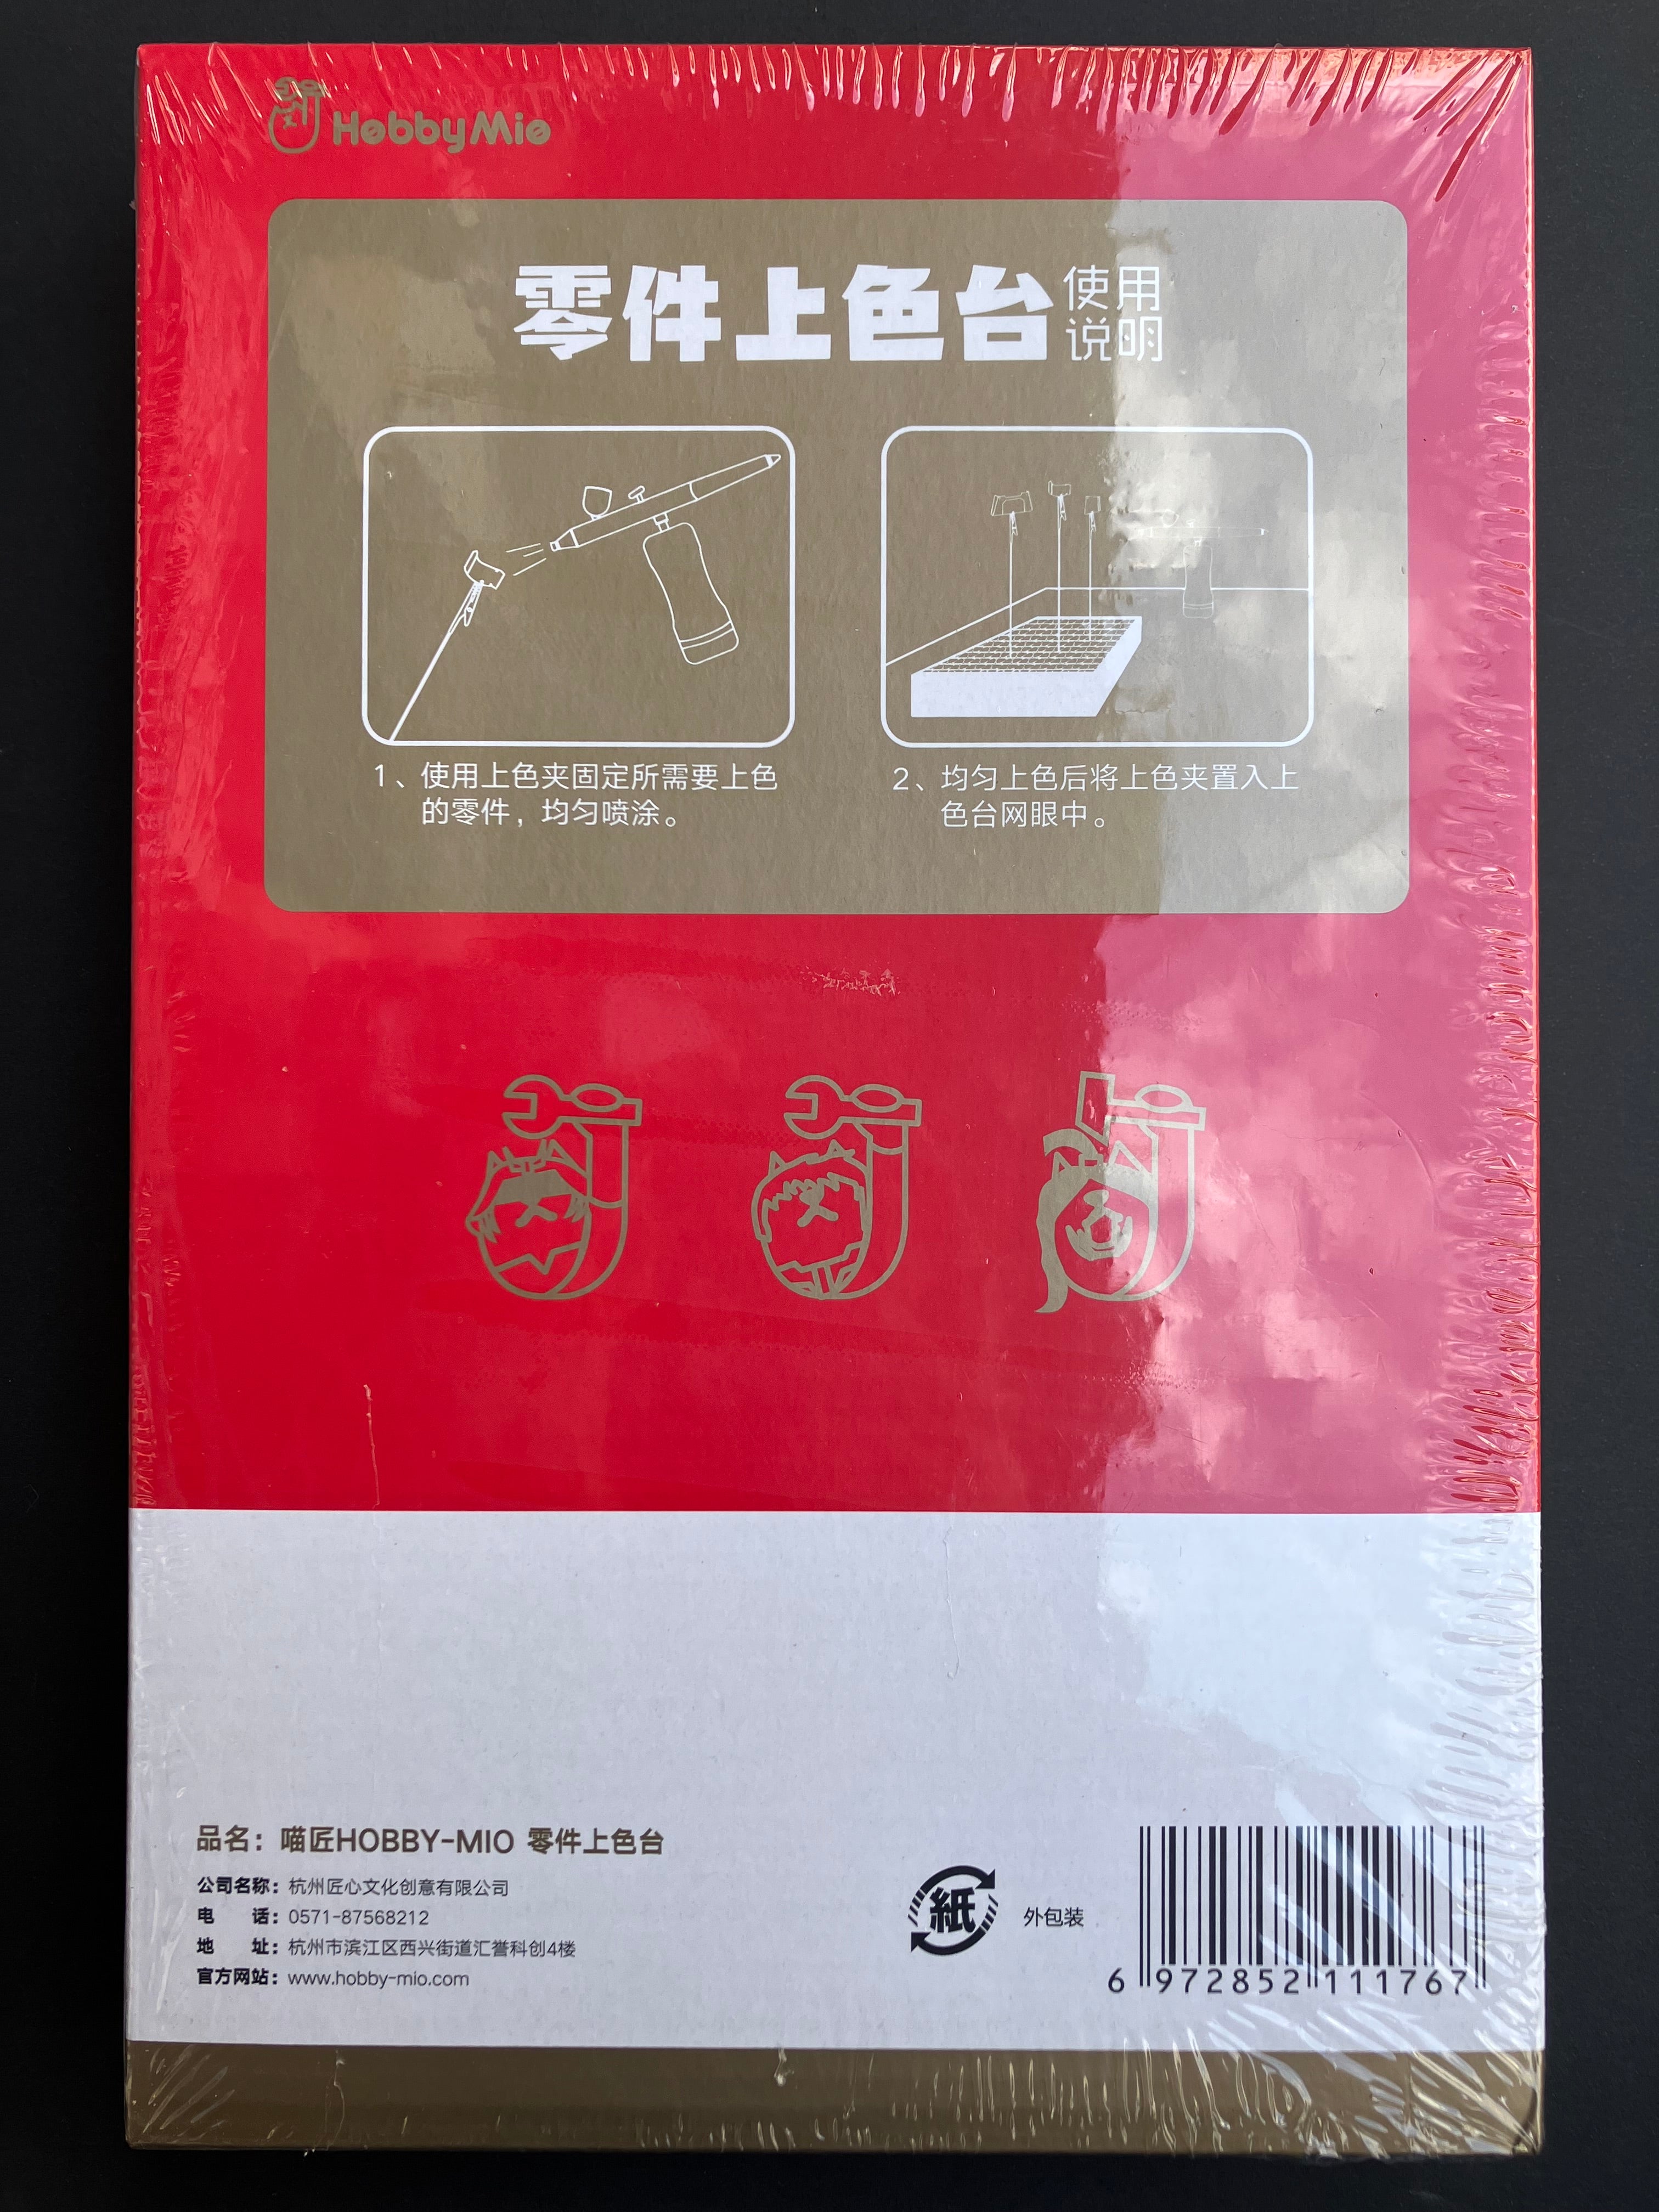 HobbyMio
零件上色台使用说明
1、使用上色夹固定所需要上色
的零件，均匀喷涂。
2、均匀上色后将上色夹置入上
色台网眼中。
品名：喵匠HOBBY-MIO 零件上色台
公司名称：杭州匠心文化创意有限公司
电 话：0571-87568212
地 址：杭州市滨江区西兴街道汇誉科创4楼
官方网站：www.hobby-mio.com
紙
外包装
6 972852 111767